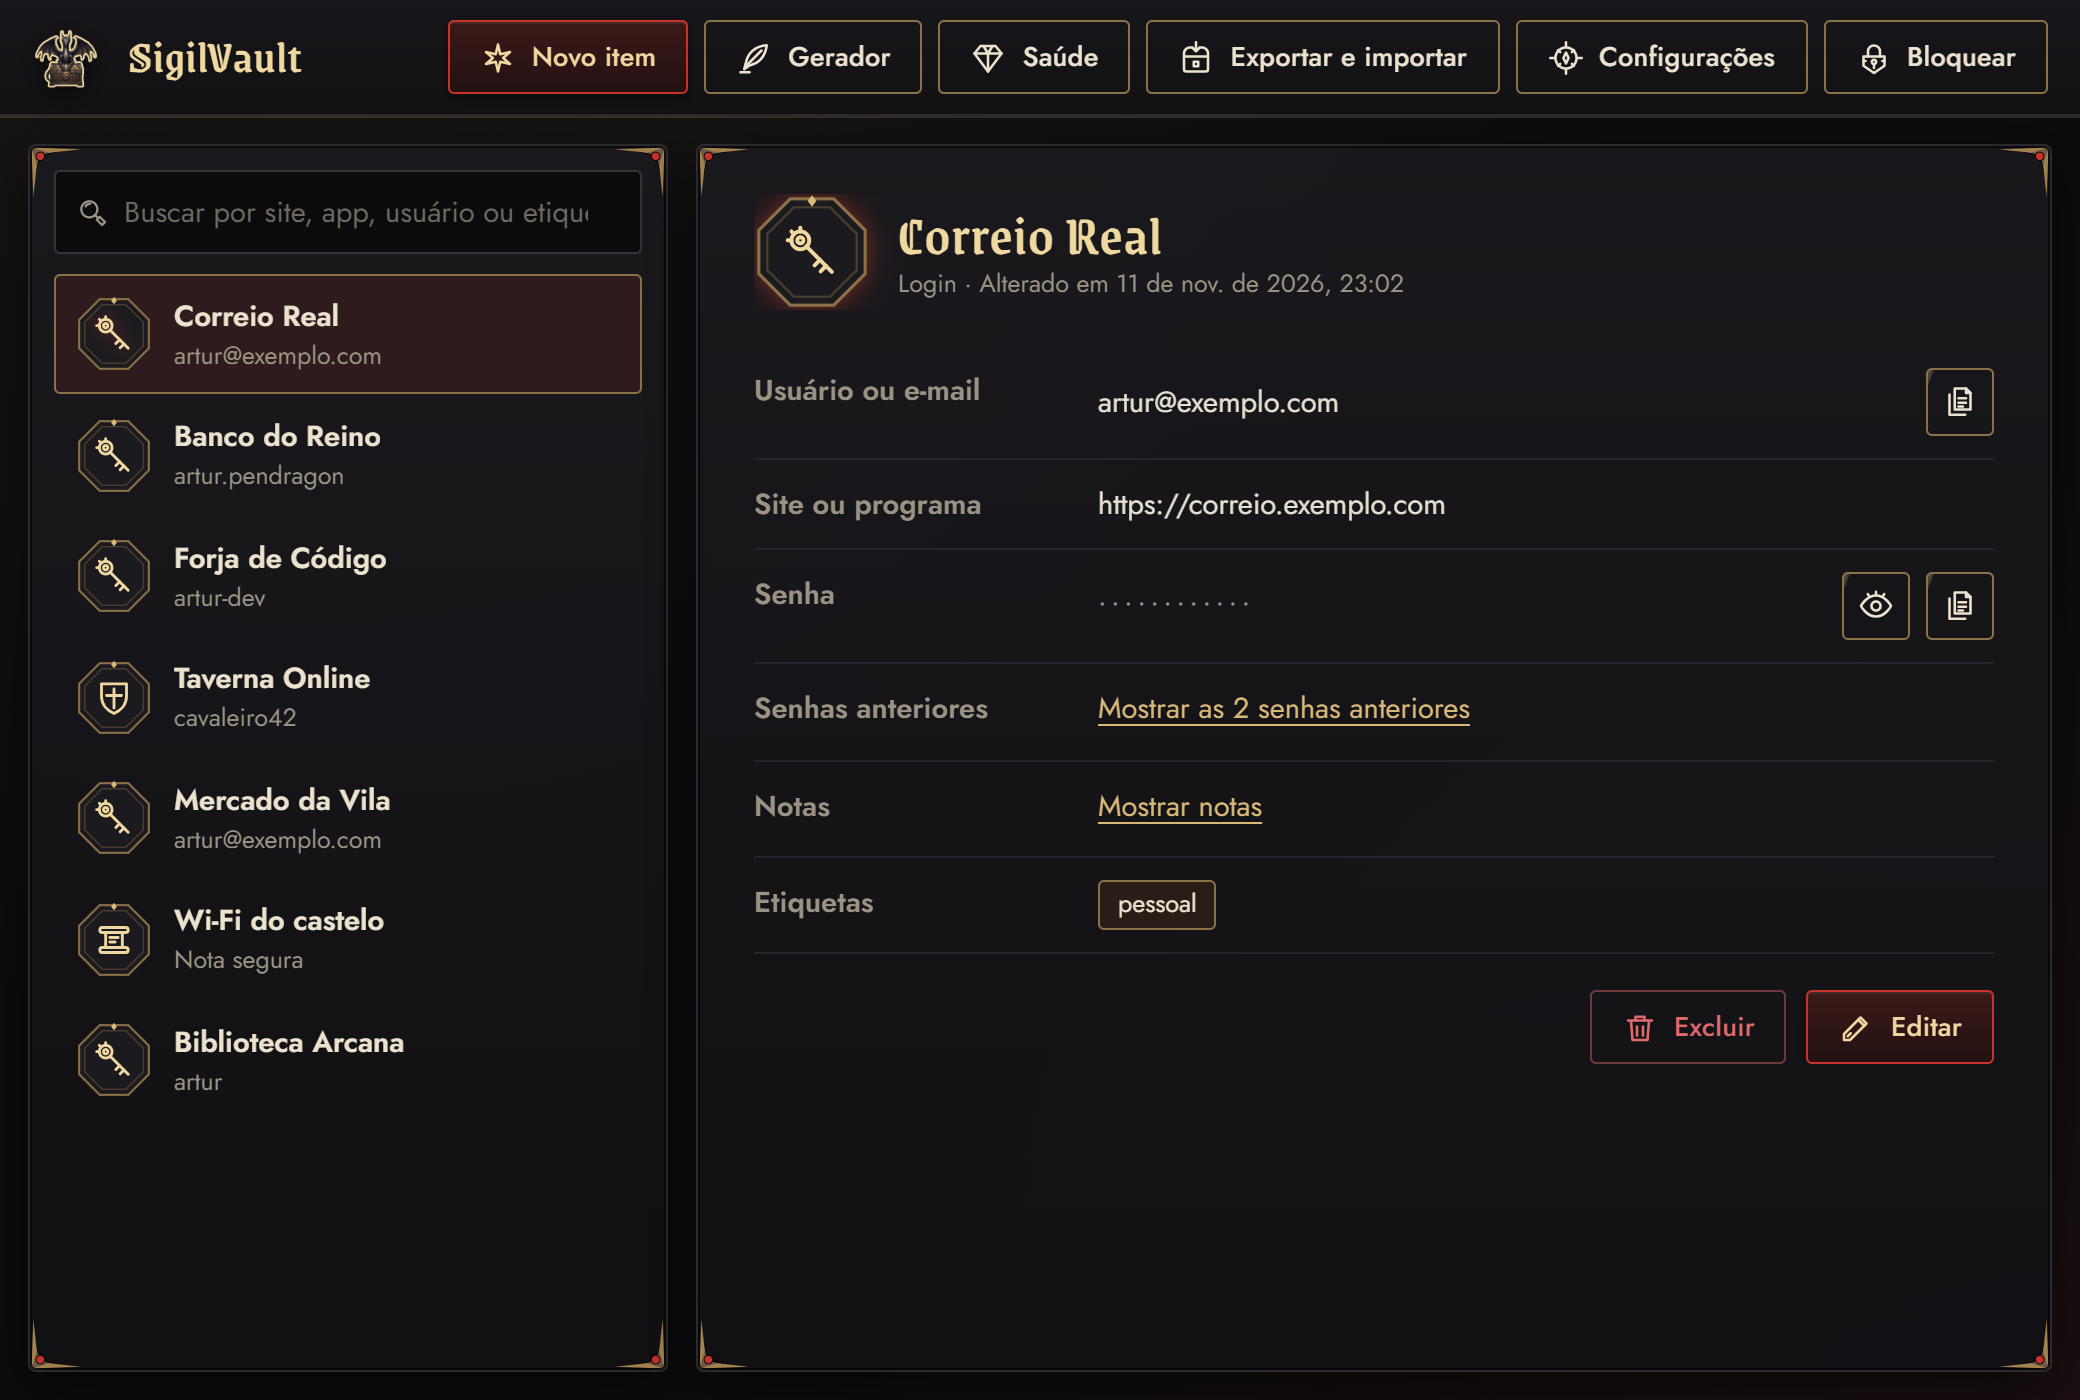 SigilVault
Novo item
Gerador
Saúde
Exportar e importar
Configurações
Bloquear
Buscar por site, app, usuário ou etique
Correio Real
artur@exemplo.com
Banco do Reino
artur.pendragon
Forja de Código
artur-dev
Taverna Online
cavaleiro42
Mercado da Vila
artur@exemplo.com
Wi-Fi do castelo
Nota segura
Biblioteca Arcana
artur
Correio Real
Login · Alterado em 11 de nov. de 2026, 23:02
Usuário ou e-mail
artur@exemplo.com
Site ou programa
https://correio.exemplo.com
Senha
............
Senhas anteriores
Mostrar as 2 senhas anteriores
Notas
Mostrar notas
Etiquetas
pessoal
Excluir
Editar